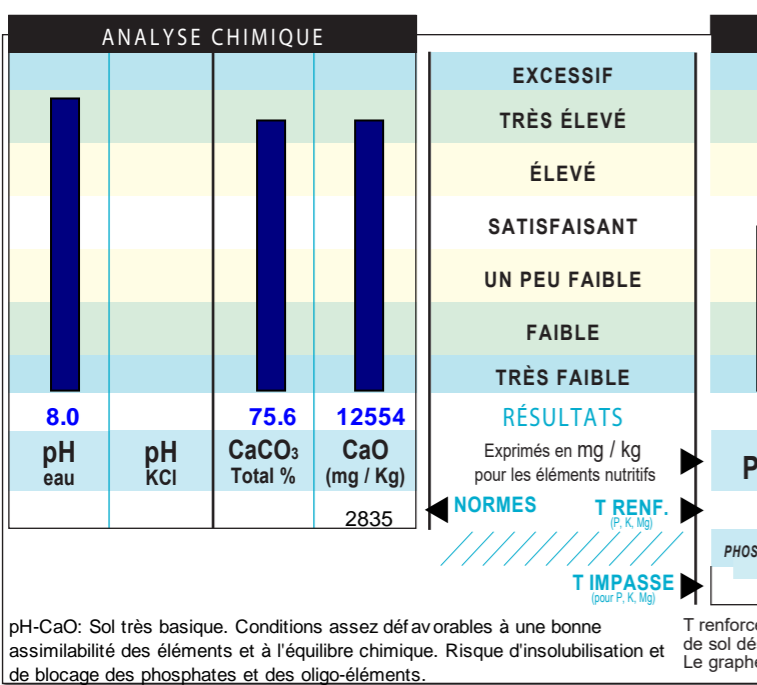 ANALYSE CHIMIQUE
EXCESSIF
TRÈS ÉLEVÉ
ÉLEVÉ
SATISFAISANT
UN PEU FAIBLE
FAIBLE
TRÈS FAIBLE
8.0 75.6 12554 RÉSULTATS
pH eau
pH KCl
CaCO₃ Total %
CaO (mg / Kg)
Exprimés en mg / kg
pour les éléments nutritifs
P
2835
NORMES
T RENF.
(P, K, Mg)
PHOS
T IMPASSE
(pour P, K, Mg)
pH-CaO: Sol très basique. Conditions assez défavorables à une bonne
assimilabilité des éléments et à l'équilibre chimique. Risque d'insolubilisation et
de blocage des phosphates et des oligo-éléments.
T renforc
de sol dé
Le graph